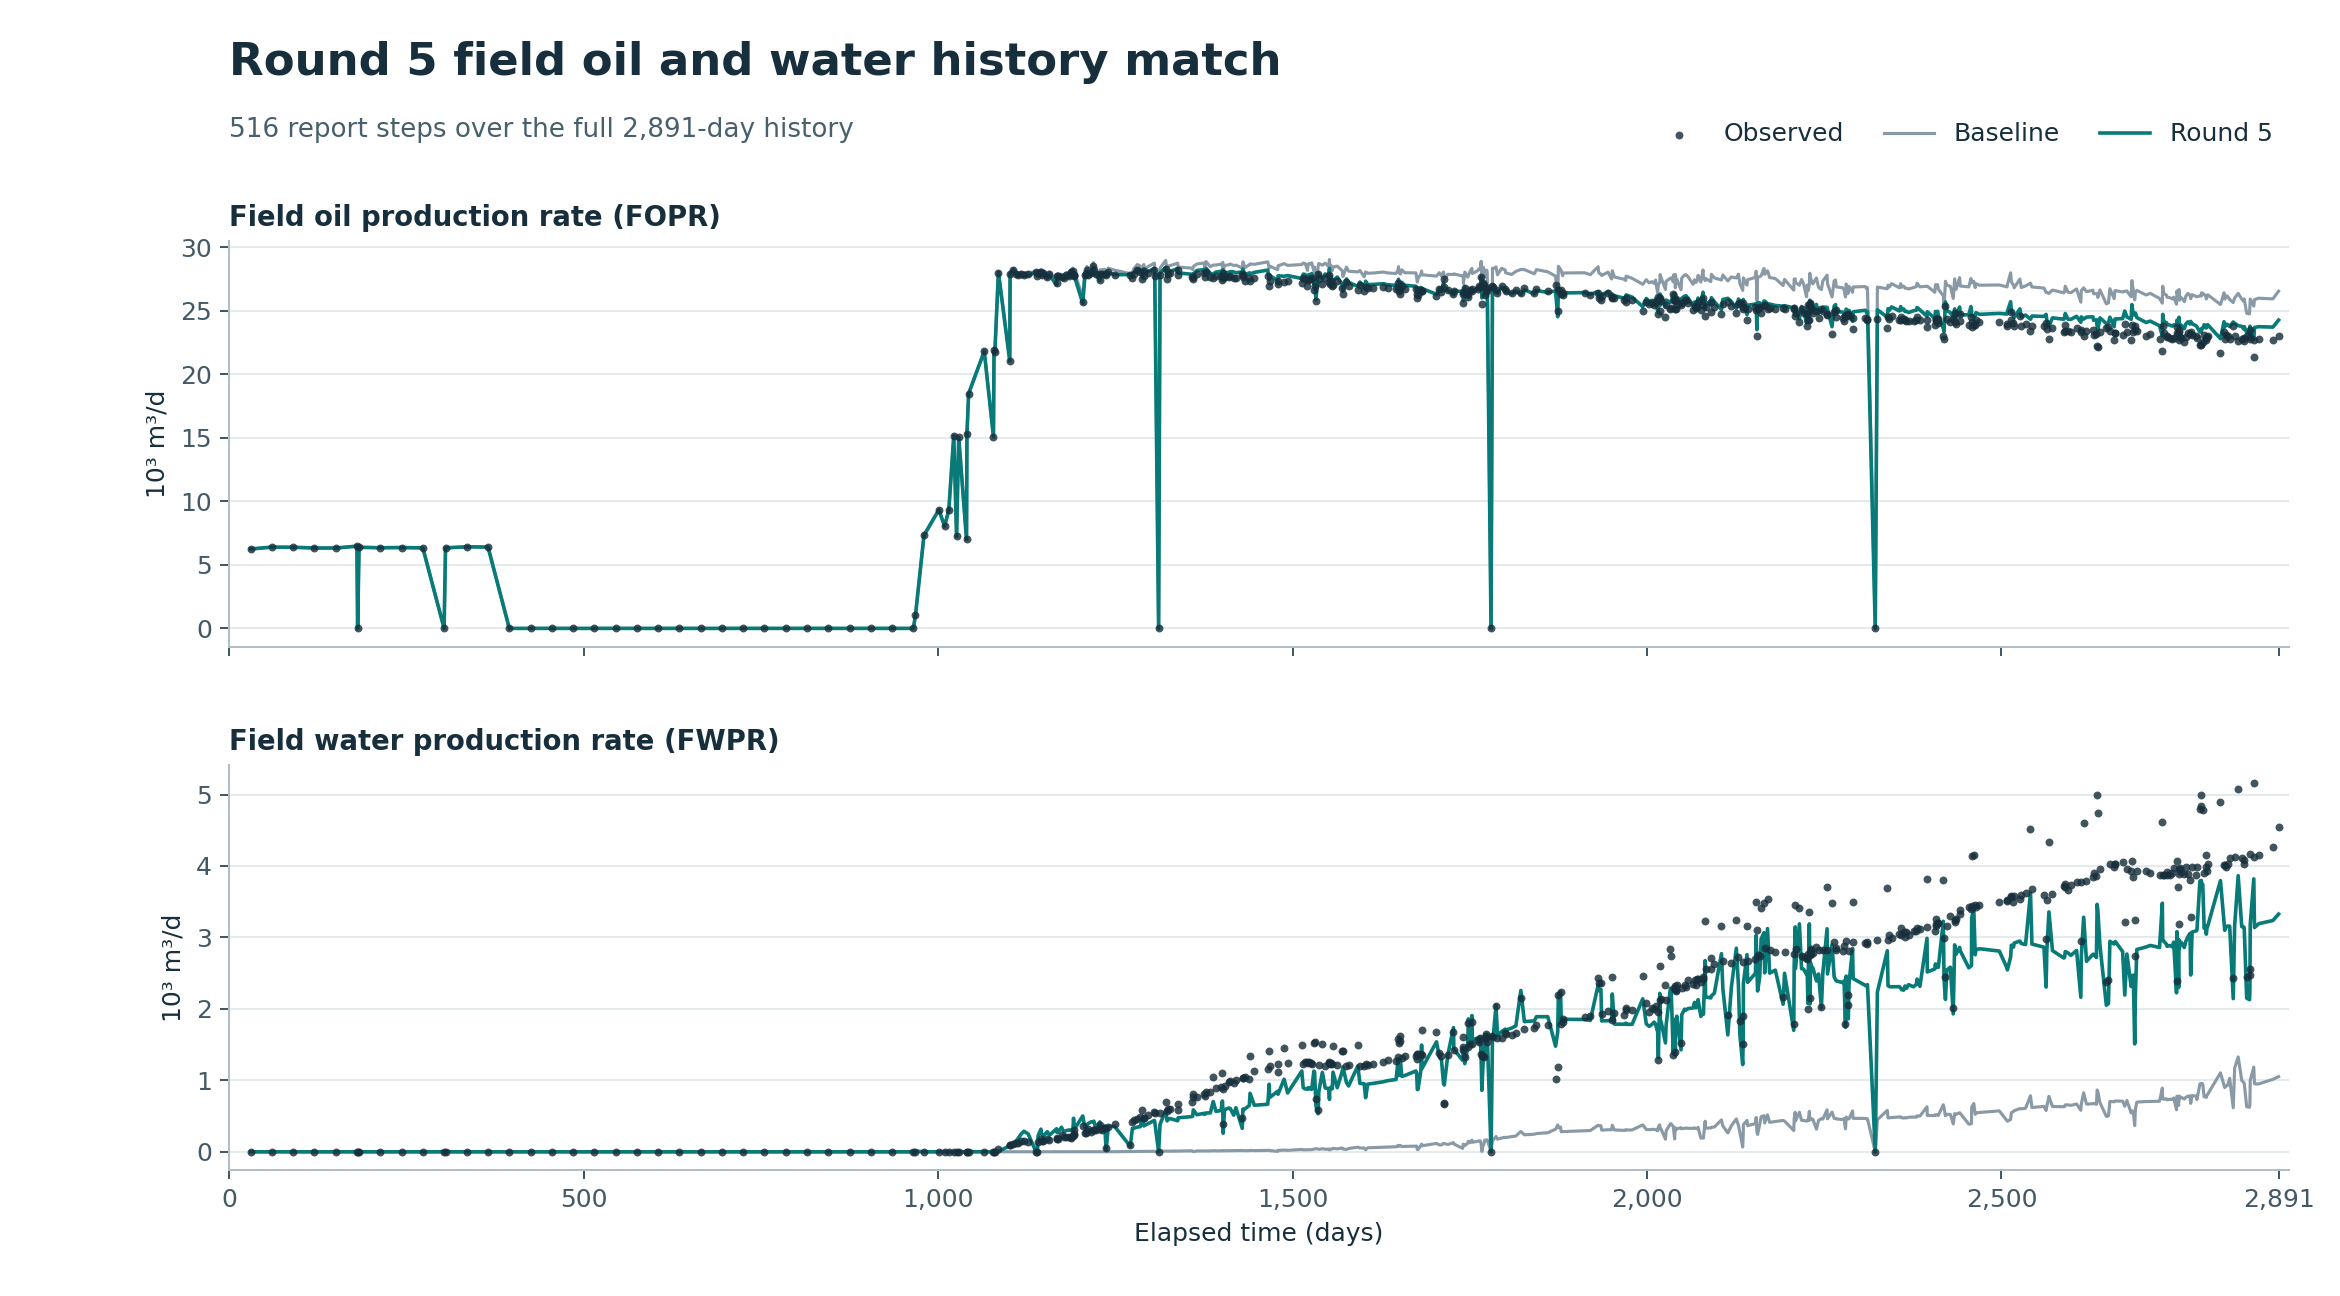 Round 5 field oil and water history match
516 report steps over the full 2,891-day history
Observed Baseline Round 5
Field oil production rate (FOPR)
30
25
20
15
10
5
0
10³ m³/d
Field water production rate (FWPR)
5
4
3
2
1
0
10³ m³/d
0 500 1,000 1,500 2,000 2,500 2,891
Elapsed time (days)